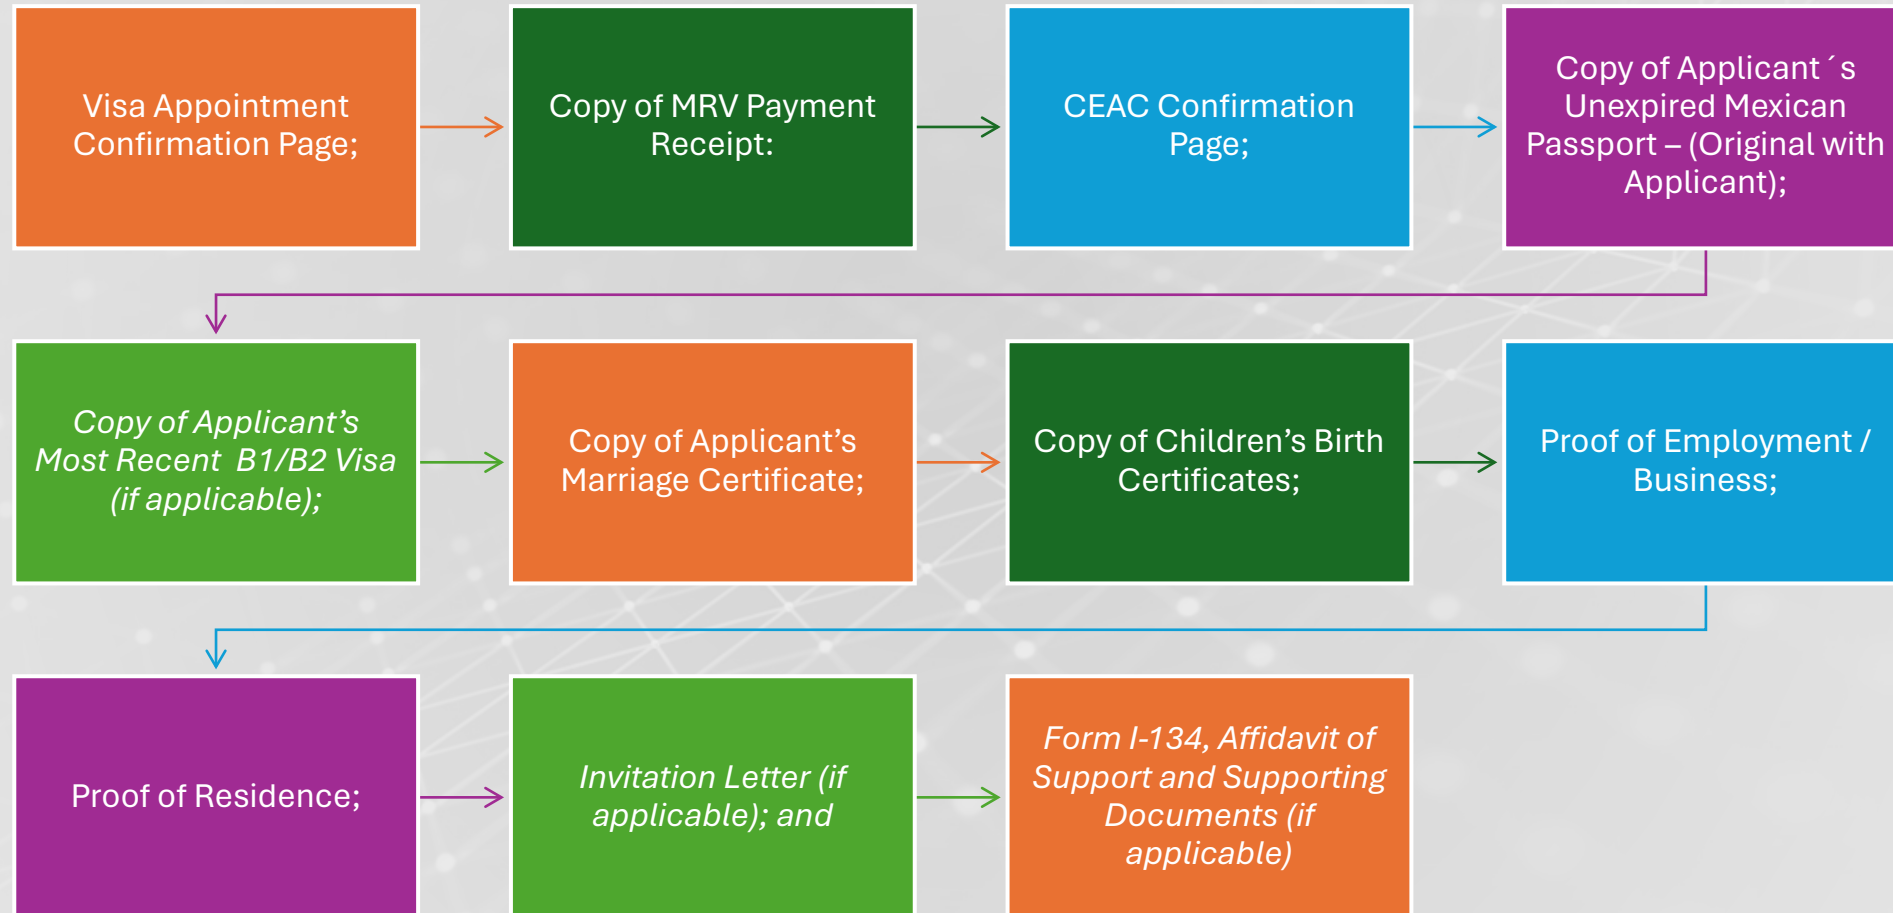 Visa Appointment
Confirmation Page;
Copy of MRV Payment
Receipt:
CEAC Confirmation
Page;
Copy of Applicant´s
Unexpired Mexican
Passport – (Original with
Applicant);
Copy of Applicant’s
Most Recent  B1/B2 Visa
(if applicable);
Copy of Applicant’s
Marriage Certificate;
Copy of Children’s Birth
Certificates;
Proof of Employment /
Business;
Proof of Residence;
Invitation Letter (if
applicable); and
Form I-134, Affidavit of
Support and Supporting
Documents (if
applicable)